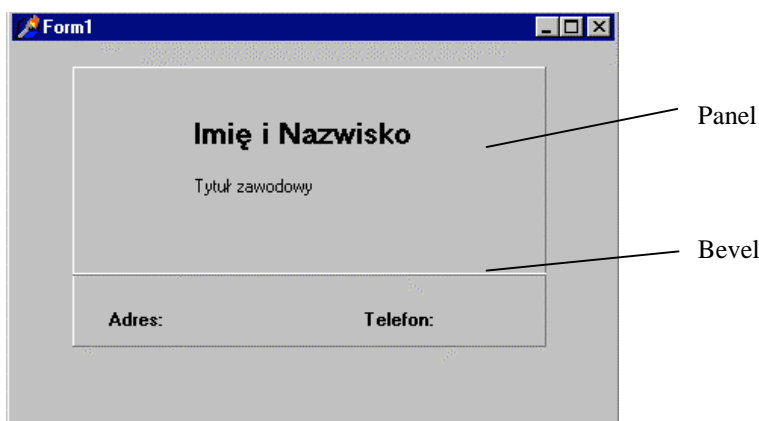 Form1
Panel
Imię i Nazwisko
Tytuł zawodowy
Bevel
Adres: Telefon: